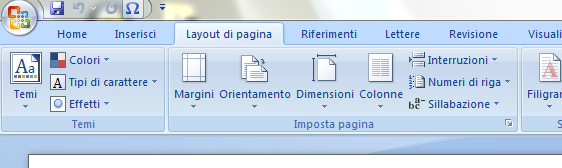 Home Inserisci Layout di pagina Riferimenti Lettere Revisione Visuali
Colori Interruzioni
Aa A Tipi di carattere Numeri di riga
Temi Effetti Margini Orientamento Dimensioni Colonne Sillabazione Filigran
Temi Imposta pagina S